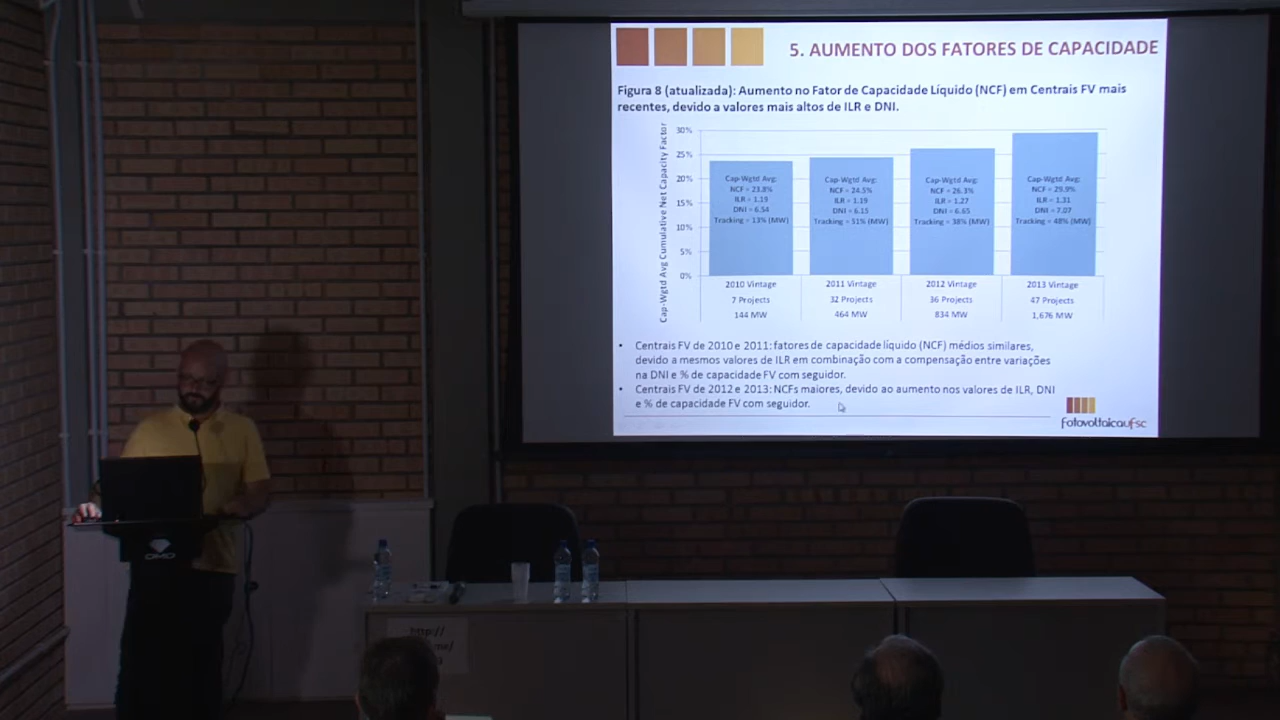 5. AUMENTO DOS FATORES DE CAPACIDADE
Figura 8 (atualizada): Aumento no Fator de Capacidade Líquido (NCF) em Centrais FV mais
recentes, devido a valores mais altos de ILR e DNI.
Cap-Wgtd Avg Cumulative Net Capacity Factor
30%
25%
20%
15%
10%
5%
0%
Cap-Wgtd Avg:
NCF = 23.8%
ILR = 1.19
DNI = 6.54
Tracking = 13% (MW)
Cap-Wgtd Avg:
NCF = 24.5%
ILR = 1.19
DNI = 6.15
Tracking = 51% (MW)
Cap-Wgtd Avg:
NCF = 26.3%
ILR = 1.27
DNI = 6.65
Tracking = 38% (MW)
Cap-Wgtd Avg:
NCF = 29.9%
ILR = 1.31
DNI = 7.07
Tracking = 48% (MW)
2010 Vintage
7 Projects
144 MW
2011 Vintage
32 Projects
464 MW
2012 Vintage
36 Projects
834 MW
2013 Vintage
47 Projects
1,676 MW
• Centrais FV de 2010 e 2011: fatores de capacidade líquido (NCF) médios similares,
devido a mesmos valores de ILR em combinação com a compensação entre variações
na DNI e % de capacidade FV com seguidor.
• Centrais FV de 2012 e 2013: NCFs maiores, devido ao aumento nos valores de ILR, DNI
e % de capacidade FV com seguidor.
fotovoltaicaufsc
http://